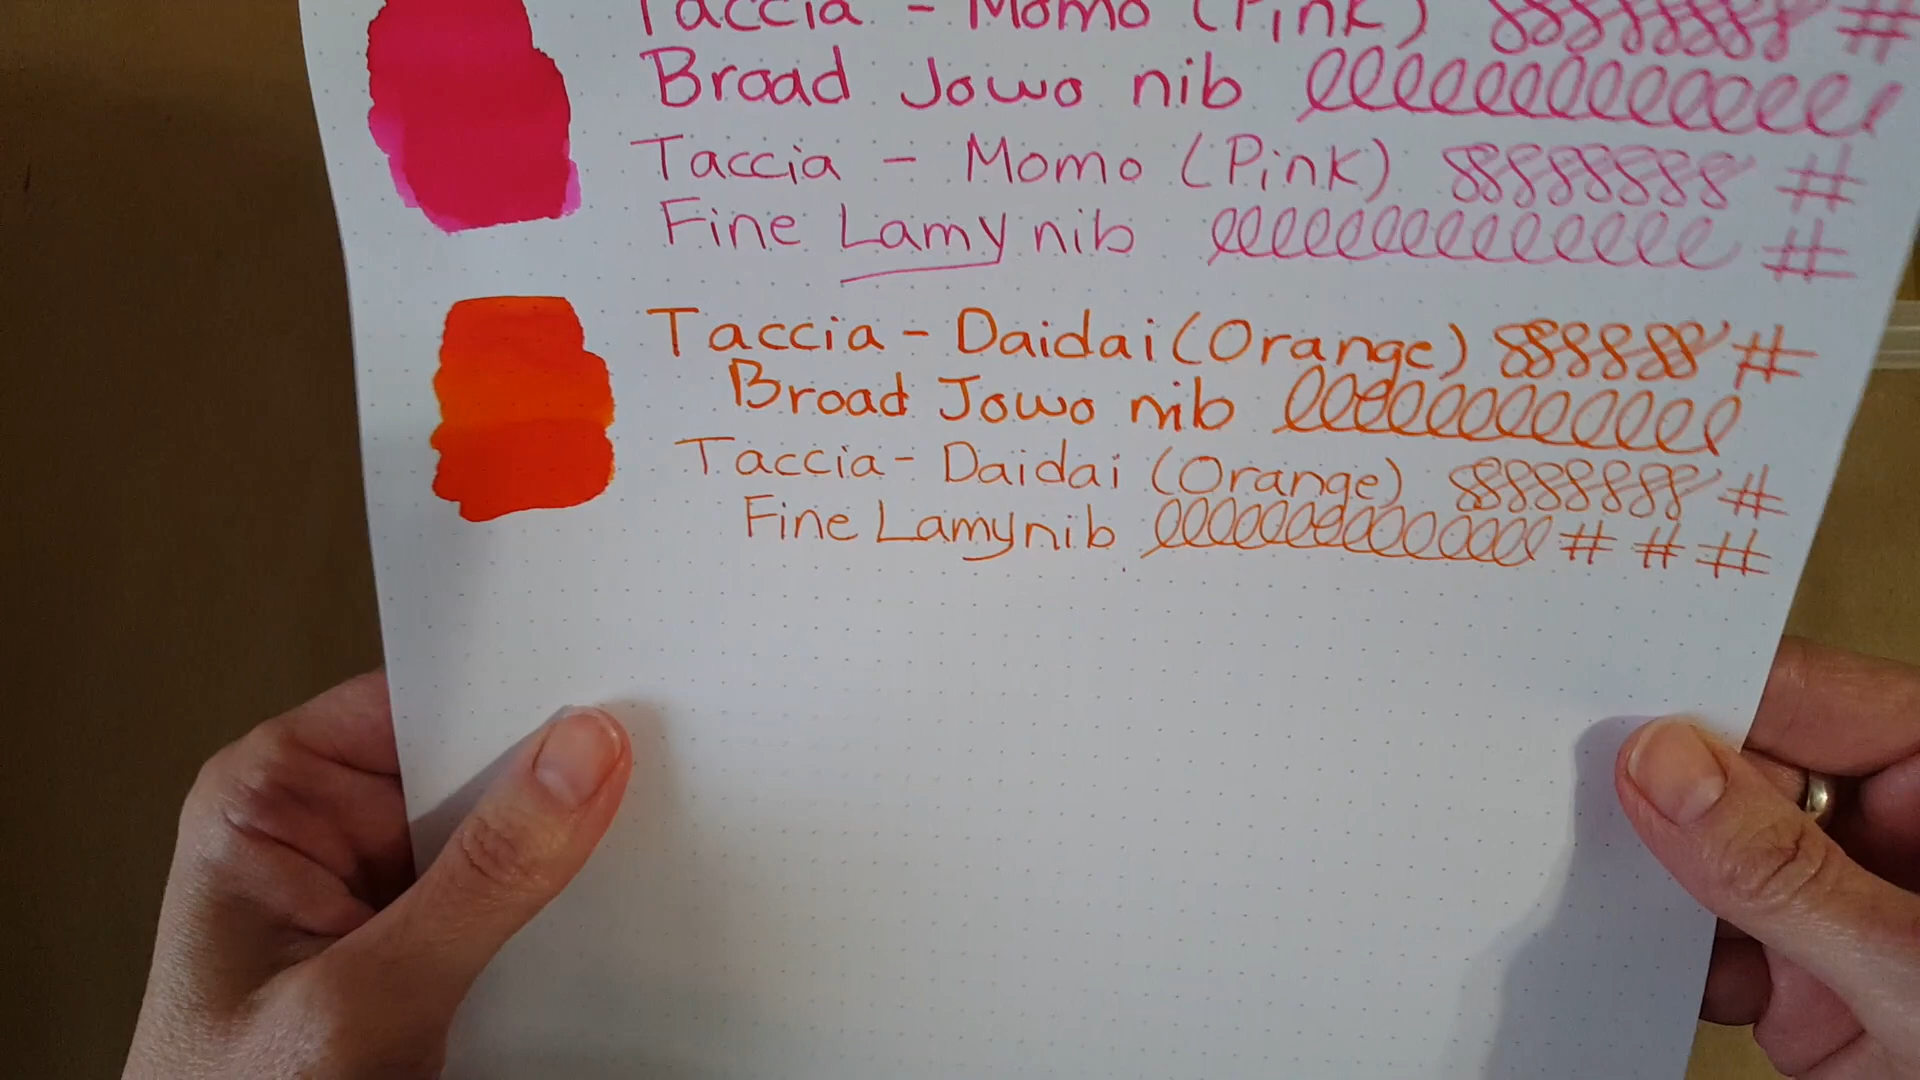 Taccia - Momo (Pink) 88888888 #
Broad Jowo nib llllllllllllll
Taccia - Momo (Pink) 88888888 #
Fine Lamy nib llllllllllllll #
Taccia - Daidai (Orange) 888888 #
Broad Jowo nib llllllllllll
Taccia - Daidai (Orange) 88888888 #
Fine Lamy nib llllllllllllll # # #